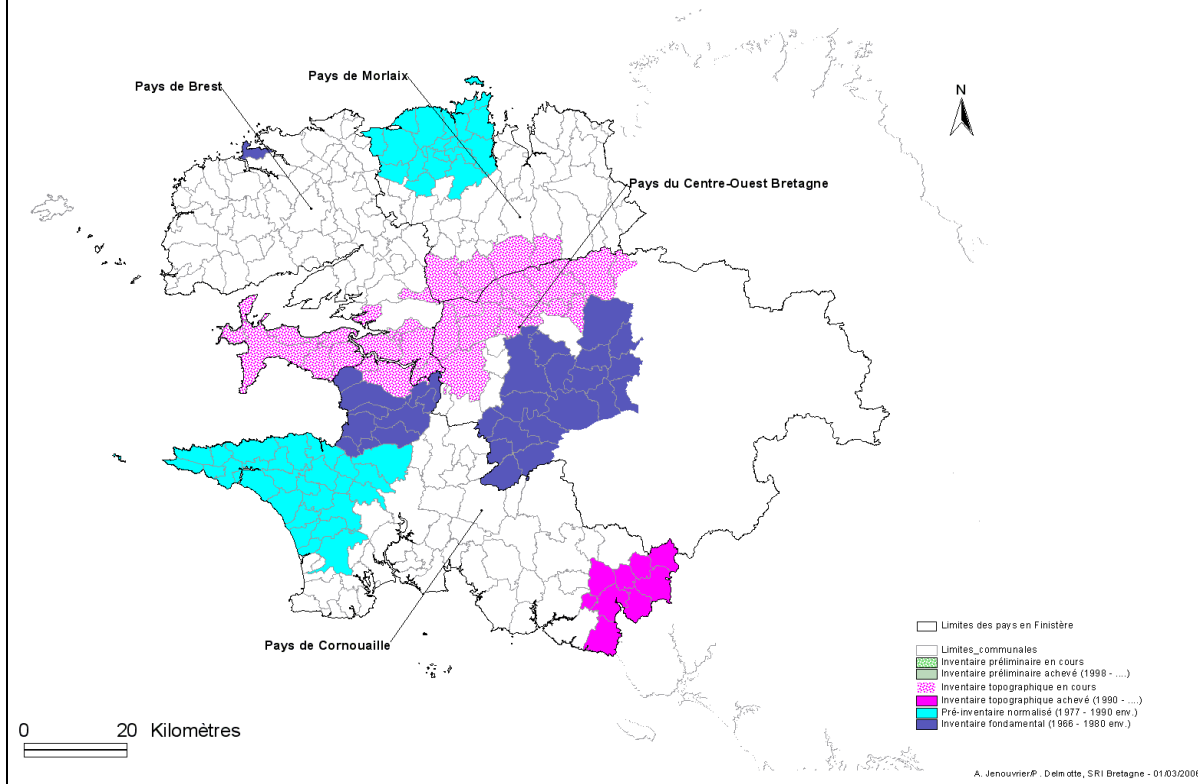 Pays de Morlaix
Pays de Brest
N
Pays du Centre-Ouest Bretagne
Pays de Cornouaille
Limites des pays en Finistère
Limites_communales
Inventaire préliminaire en cours
Inventaire préliminaire achevé (1998 - ....)
Inventaire topographique en cours
Inventaire topographique achevé (1990 - ....)
Pré-inventaire normalisé (1977 - 1990 env.)
Inventaire fondamental (1966 - 1980 env.)
0 20 Kilomètres
A. Jenouvrier/P. Delmotte, SRI Bretagne - 01/03/2006